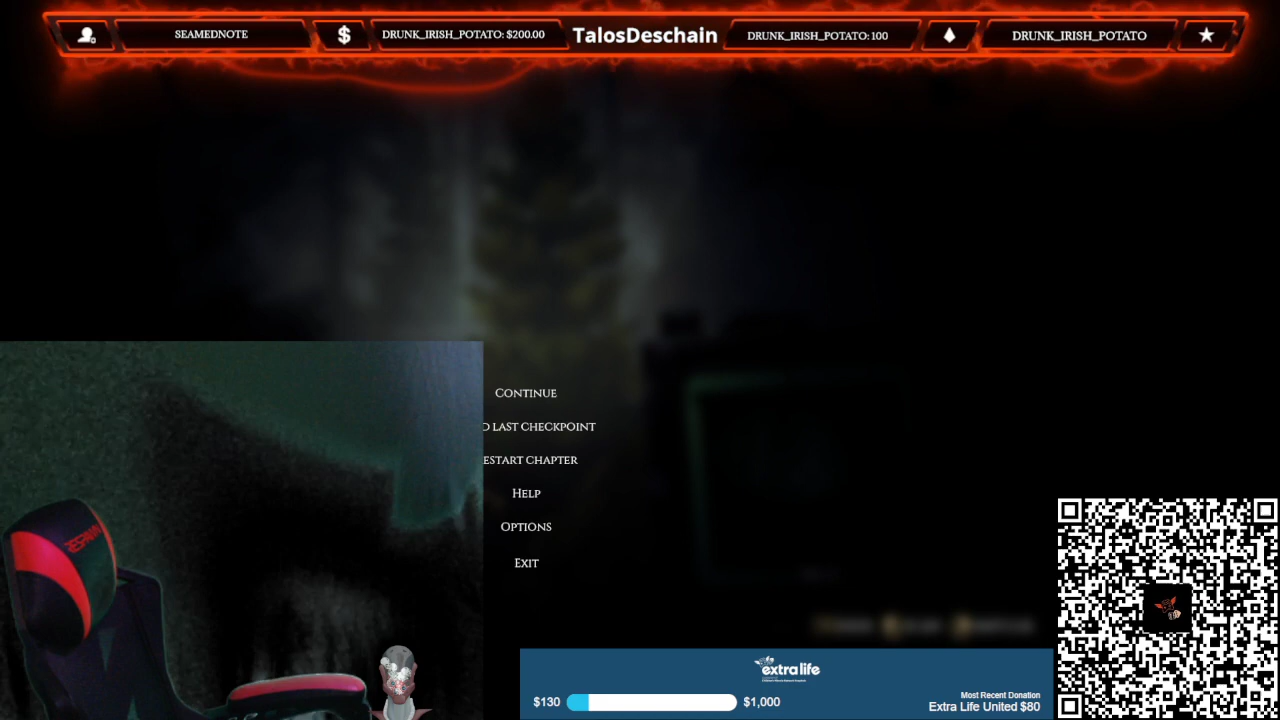 SEAMEDNOTE
DRUNK_IRISH_POTATO: $200.00
TalosDeschain
DRUNK_IRISH_POTATO: 100
DRUNK_IRISH_POTATO
CONTINUE
LAST CHECKPOINT
ESTART CHAPTER
HELP
OPTIONS
EXIT
extra life
$130
$1,000
Most Recent Donation
Extra Life United $80